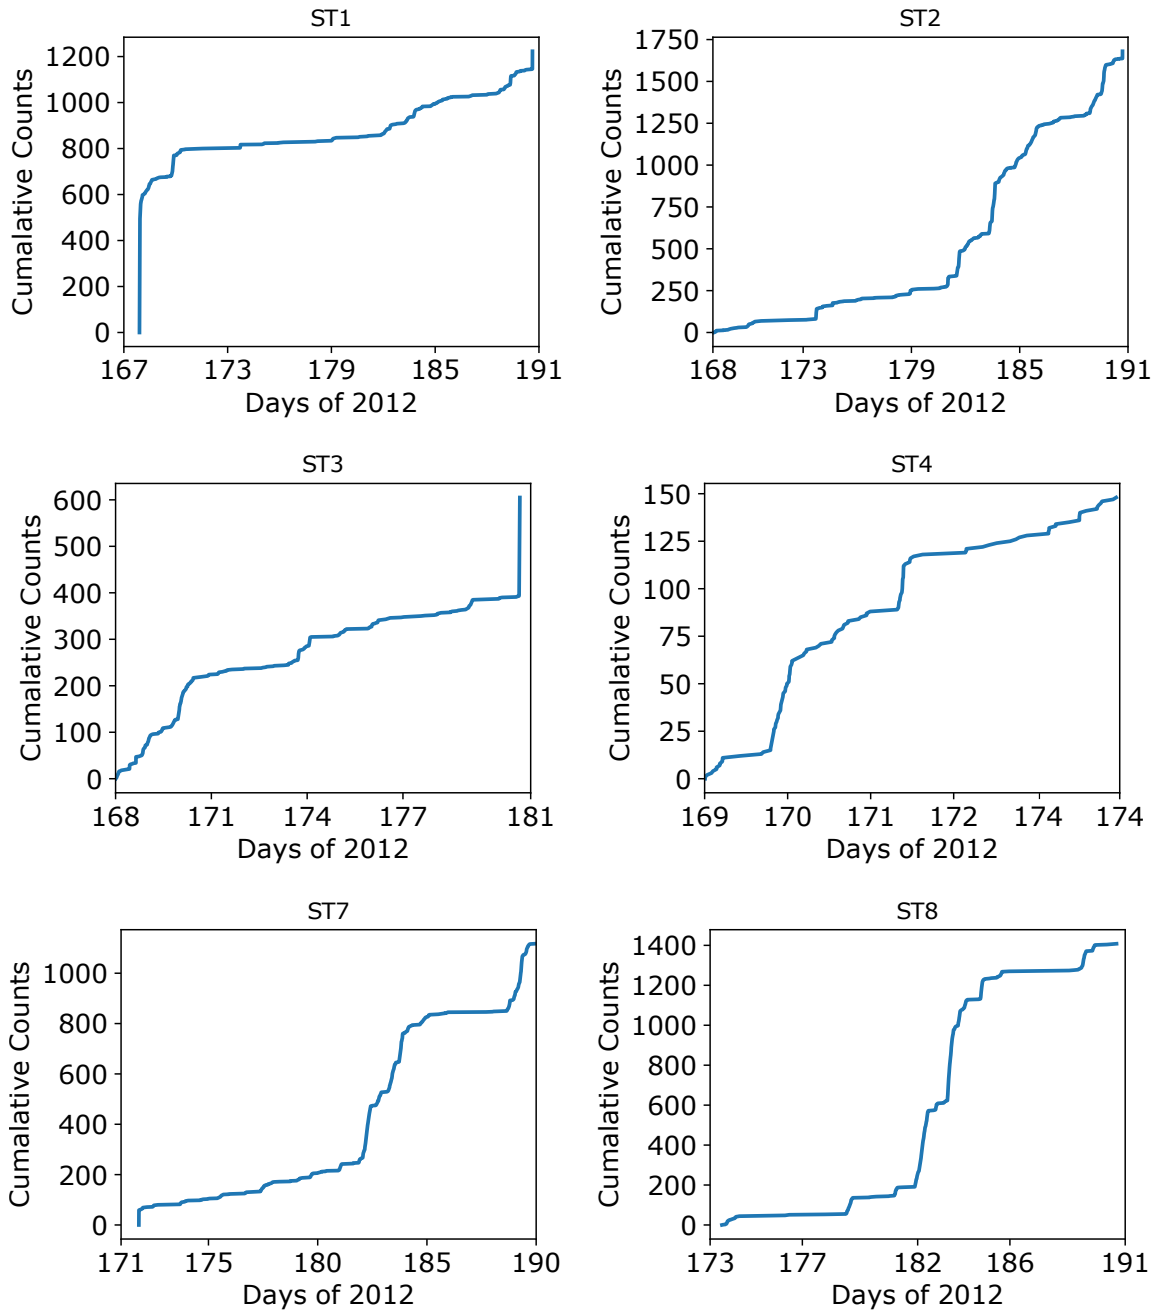 ST1
Cumalative Counts
1200
1000
800
600
400
200
0
167 173 179 185 191
Days of 2012
ST2
Cumalative Counts
1750
1500
1250
1000
750
500
250
0
168 173 179 185 191
Days of 2012
ST3
Cumalative Counts
600
500
400
300
200
100
0
168 171 174 177 181
Days of 2012
ST4
Cumalative Counts
150
125
100
75
50
25
0
169 170 171 172 174 174
Days of 2012
ST7
Cumalative Counts
1000
800
600
400
200
0
171 175 180 185 190
Days of 2012
ST8
Cumalative Counts
1400
1200
1000
800
600
400
200
0
173 177 182 186 191
Days of 2012